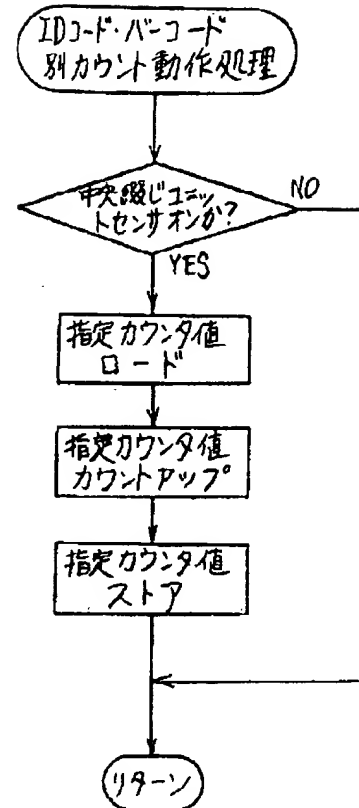 IDコード・バーコード
別カウント動作処理
中央綴じユニッ
トセンサオンか?
NO
YES
指定カウンタ値
ロード
指定カウンタ値
カウントアップ
指定カウンタ値
ストア
リターン